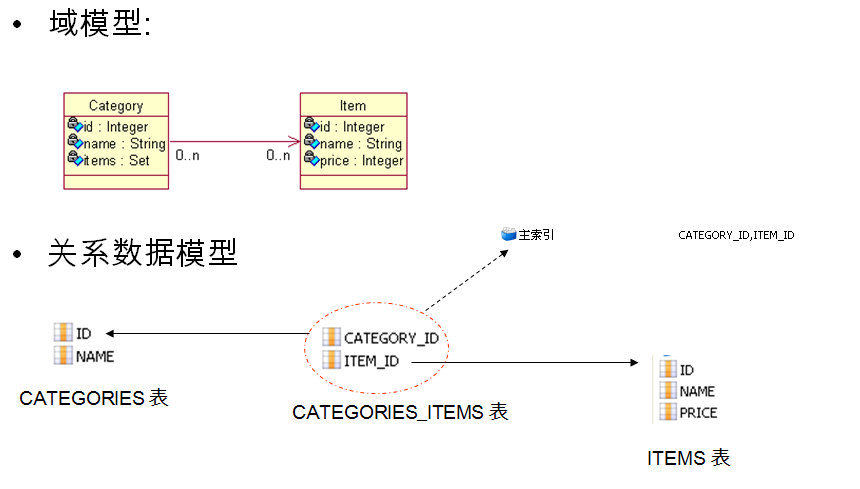 • 域模型:
Category
id : Integer
name : String
items : Set
0..n
0..n
Item
id : Integer
name : String
price : Integer
• 关系数据模型
主索引
CATEGORY_ID,ITEM_ID
ID
NAME
CATEGORIES 表
CATEGORY_ID
ITEM_ID
CATEGORIES_ITEMS 表
ID
NAME
PRICE
ITEMS 表